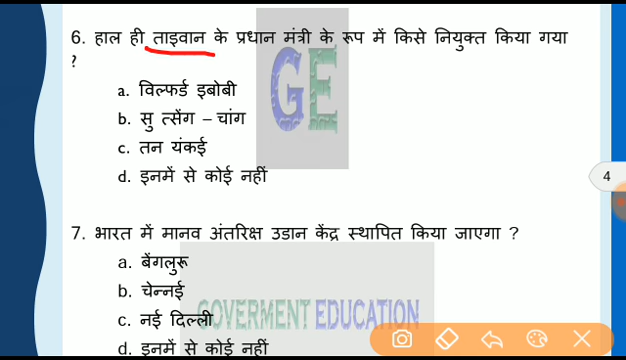 6. हाल ही ताइवान के प्रधान मंत्री के रूप में किसे नियुक्त किया गया
?
a. विल्फर्ड इबोबी
b. सु त्सेंग – चांग
c. तन यंकई
d. इनमें से कोई नहीं
GE
4
7. भारत में मानव अंतरिक्ष उडान केंद्र स्थापित किया जाएगा ?
a. बेंगलुरू
b. चेन्नई
c. नई दिल्ली
GOVERMENT EDUCATION
d. इनमें से कोई नहीं